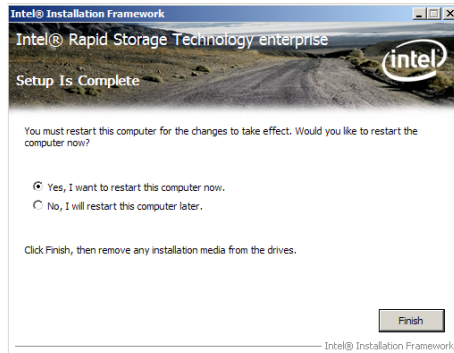 Intel® Installation Framework
Intel® Rapid Storage Technology enterprise
intel
Setup Is Complete
You must restart this computer for the changes to take effect. Would you like to restart the
computer now?
Yes, I want to restart this computer now.
No, I will restart this computer later.
Click Finish, then remove any installation media from the drives.
Finish
Intel® Installation Framework